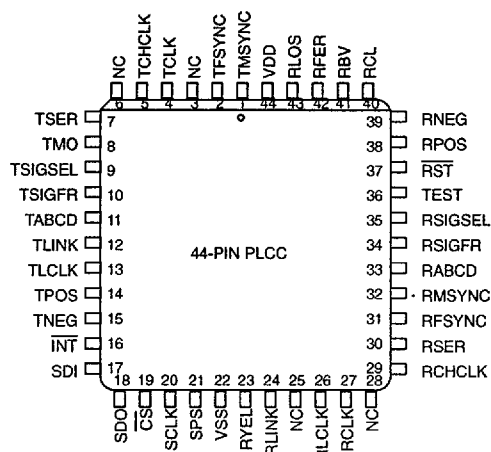 NC TCHCLK TCLK NC TFSYNC TMSYNC VDD RLOS RFER RBV RCL
6 5 4 3 2 1 44 43 42 41 40
TSER 7 39 RNEG
TMO 8 38 RPOS
TSIGSEL 9 37 RST
TSIGFR 10 36 TEST
TABCD 11 35 RSIGSEL
TLINK 12 34 RSIGFR
44-PIN PLCC
TLCLK 13 33 RABCD
TPOS 14 32 RMSYNC
TNEG 15 31 RFSYNC
INT 16 30 RSER
SDI 17 29 RCHCLK
18 19 20 21 22 23 24 25 26 27 28
SDO CS SCLK SPS VSS RYEL RLINK NC RLCLK RCLK NC